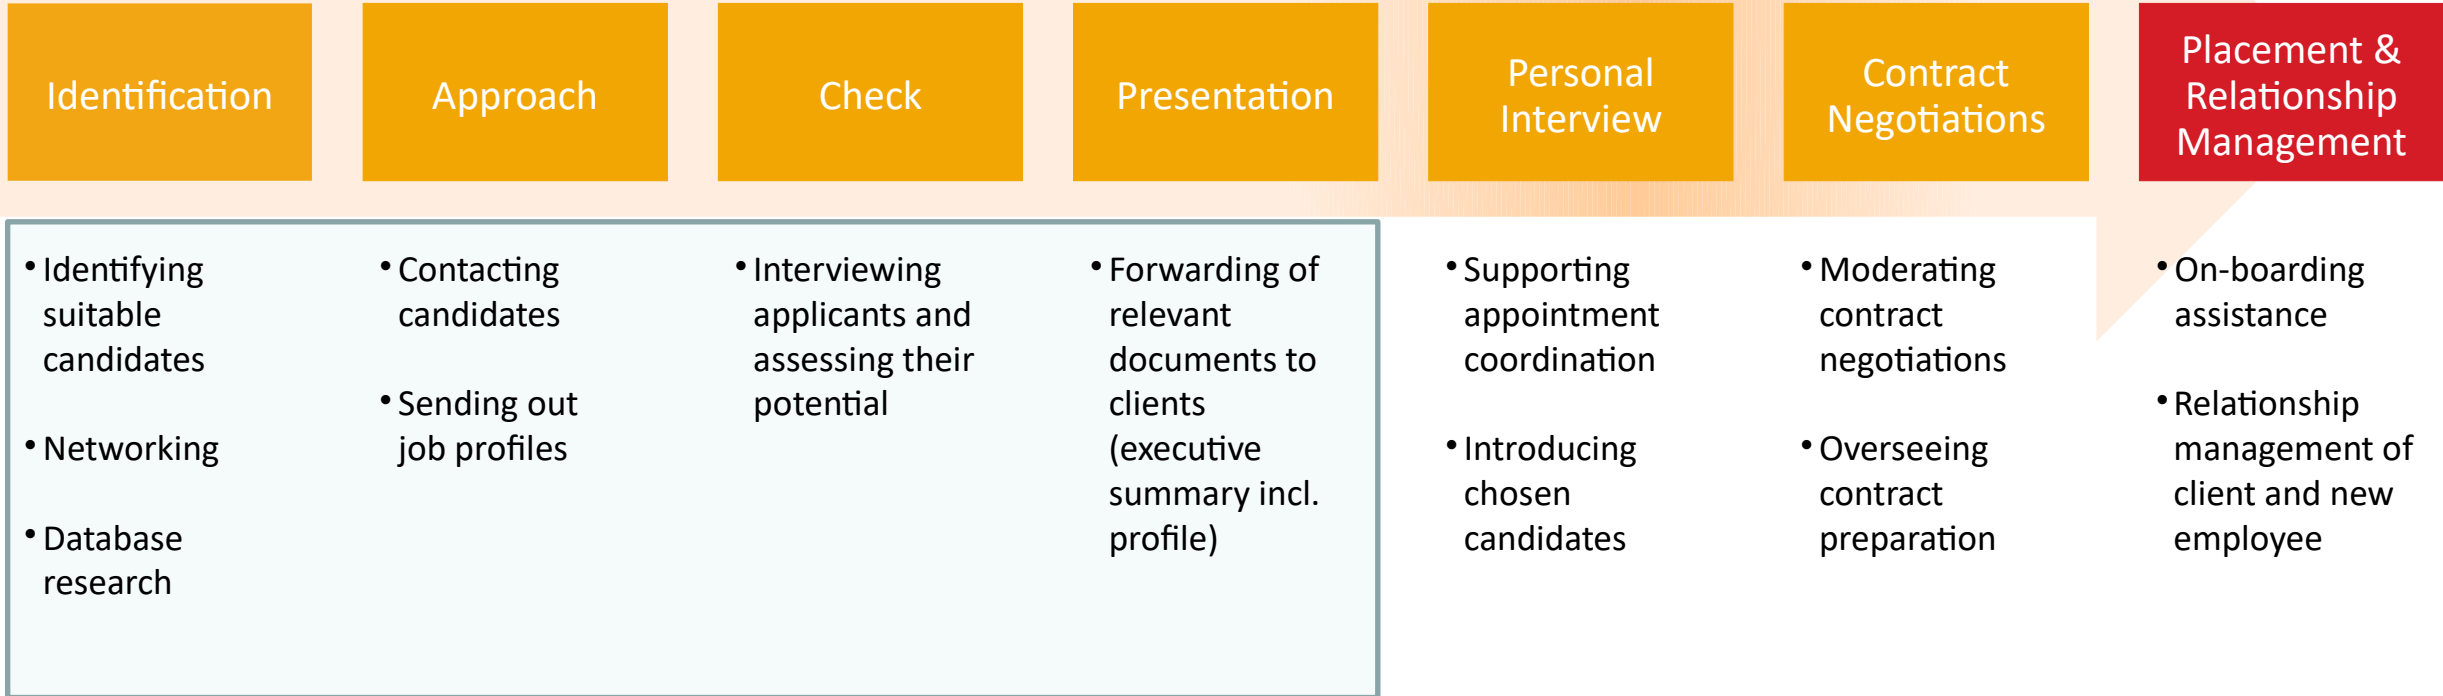 Identification
Approach
Check
Presentation
Personal
Interview
Contract
Negotiations
Placement &
Relationship
Management
• Identifying
suitable
candidates
• Networking
• Database
research
• Contacting
candidates
• Sending out
job profiles
• Interviewing
applicants and
assessing their
potential
• Forwarding of
relevant
documents to
clients
(executive
summary incl.
profile)
• Supporting
appointment
coordination
• Introducing
chosen
candidates
• Moderating
contract
negotiations
• Overseeing
contract
preparation
• On-boarding
assistance
• Relationship
management of
client and new
employee